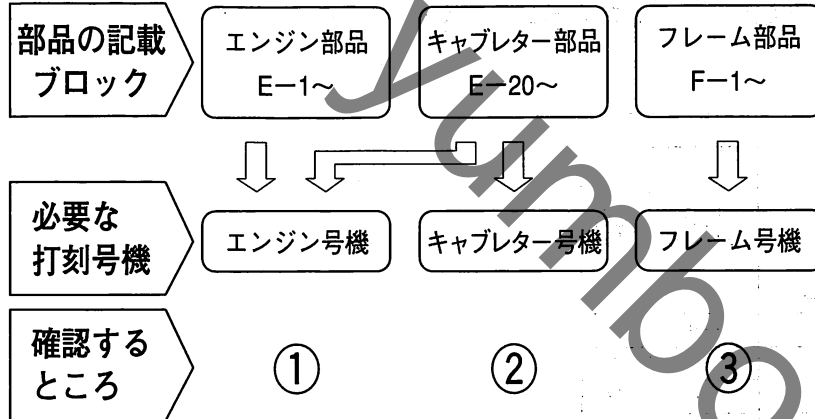 部品の記載
ブロック
エンジン部品
E－1～
キャブレター部品
E－20～
フレーム部品
F－1～
必要な
打刻号機
エンジン号機
キャブレター号機
フレーム号機
確認する
ところ
①
②
③
yumbo